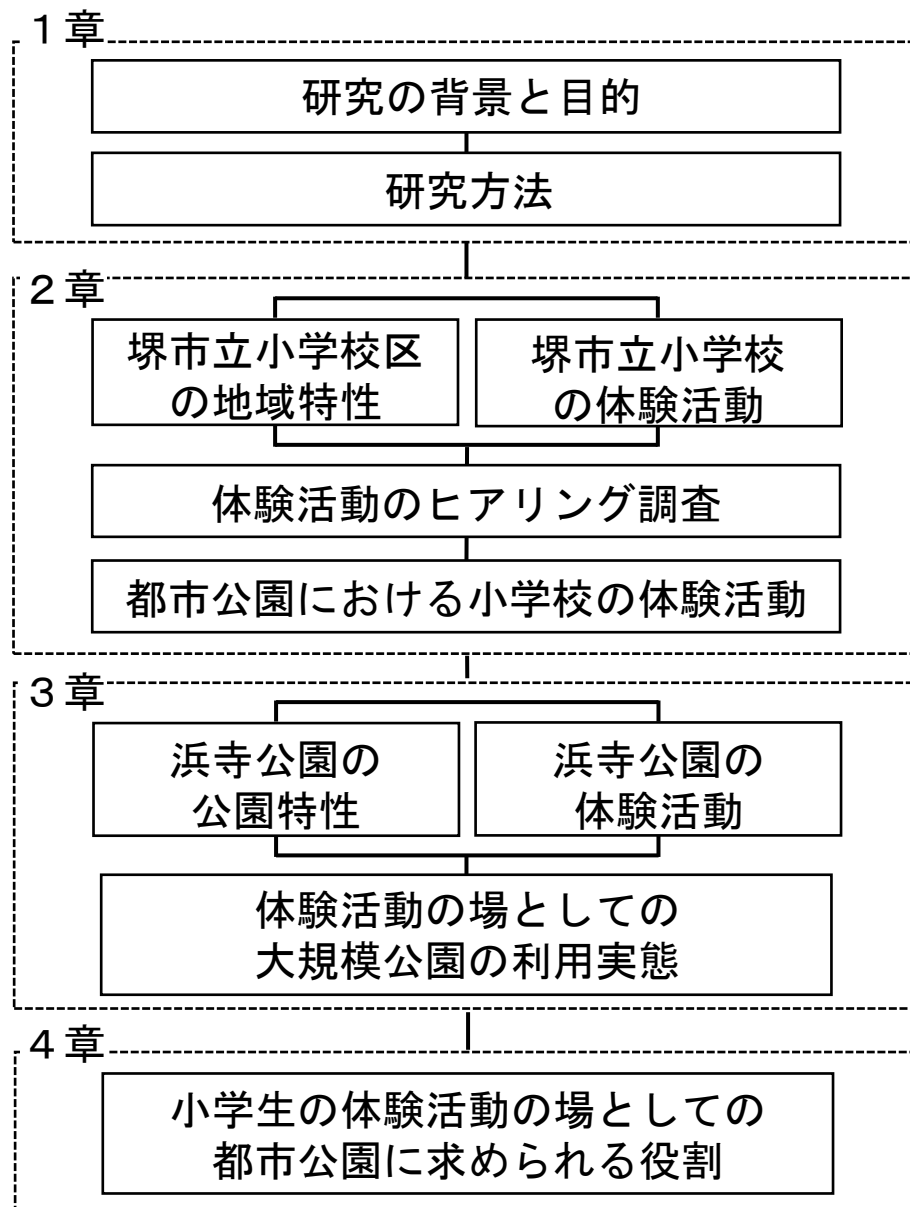 １章
研究の背景と目的
研究方法
２章
堺市立小学校区
の地域特性
堺市立小学校
の体験活動
体験活動のヒアリング調査
都市公園における小学校の体験活動
３章
浜寺公園の
公園特性
浜寺公園の
体験活動
体験活動の場としての
大規模公園の利用実態
４章
小学生の体験活動の場としての
都市公園に求められる役割